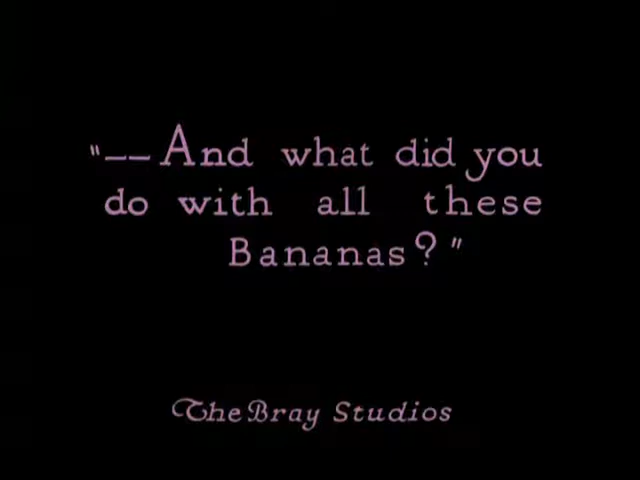 "––And what did you
do with all these
Bananas?"
The Bray Studios